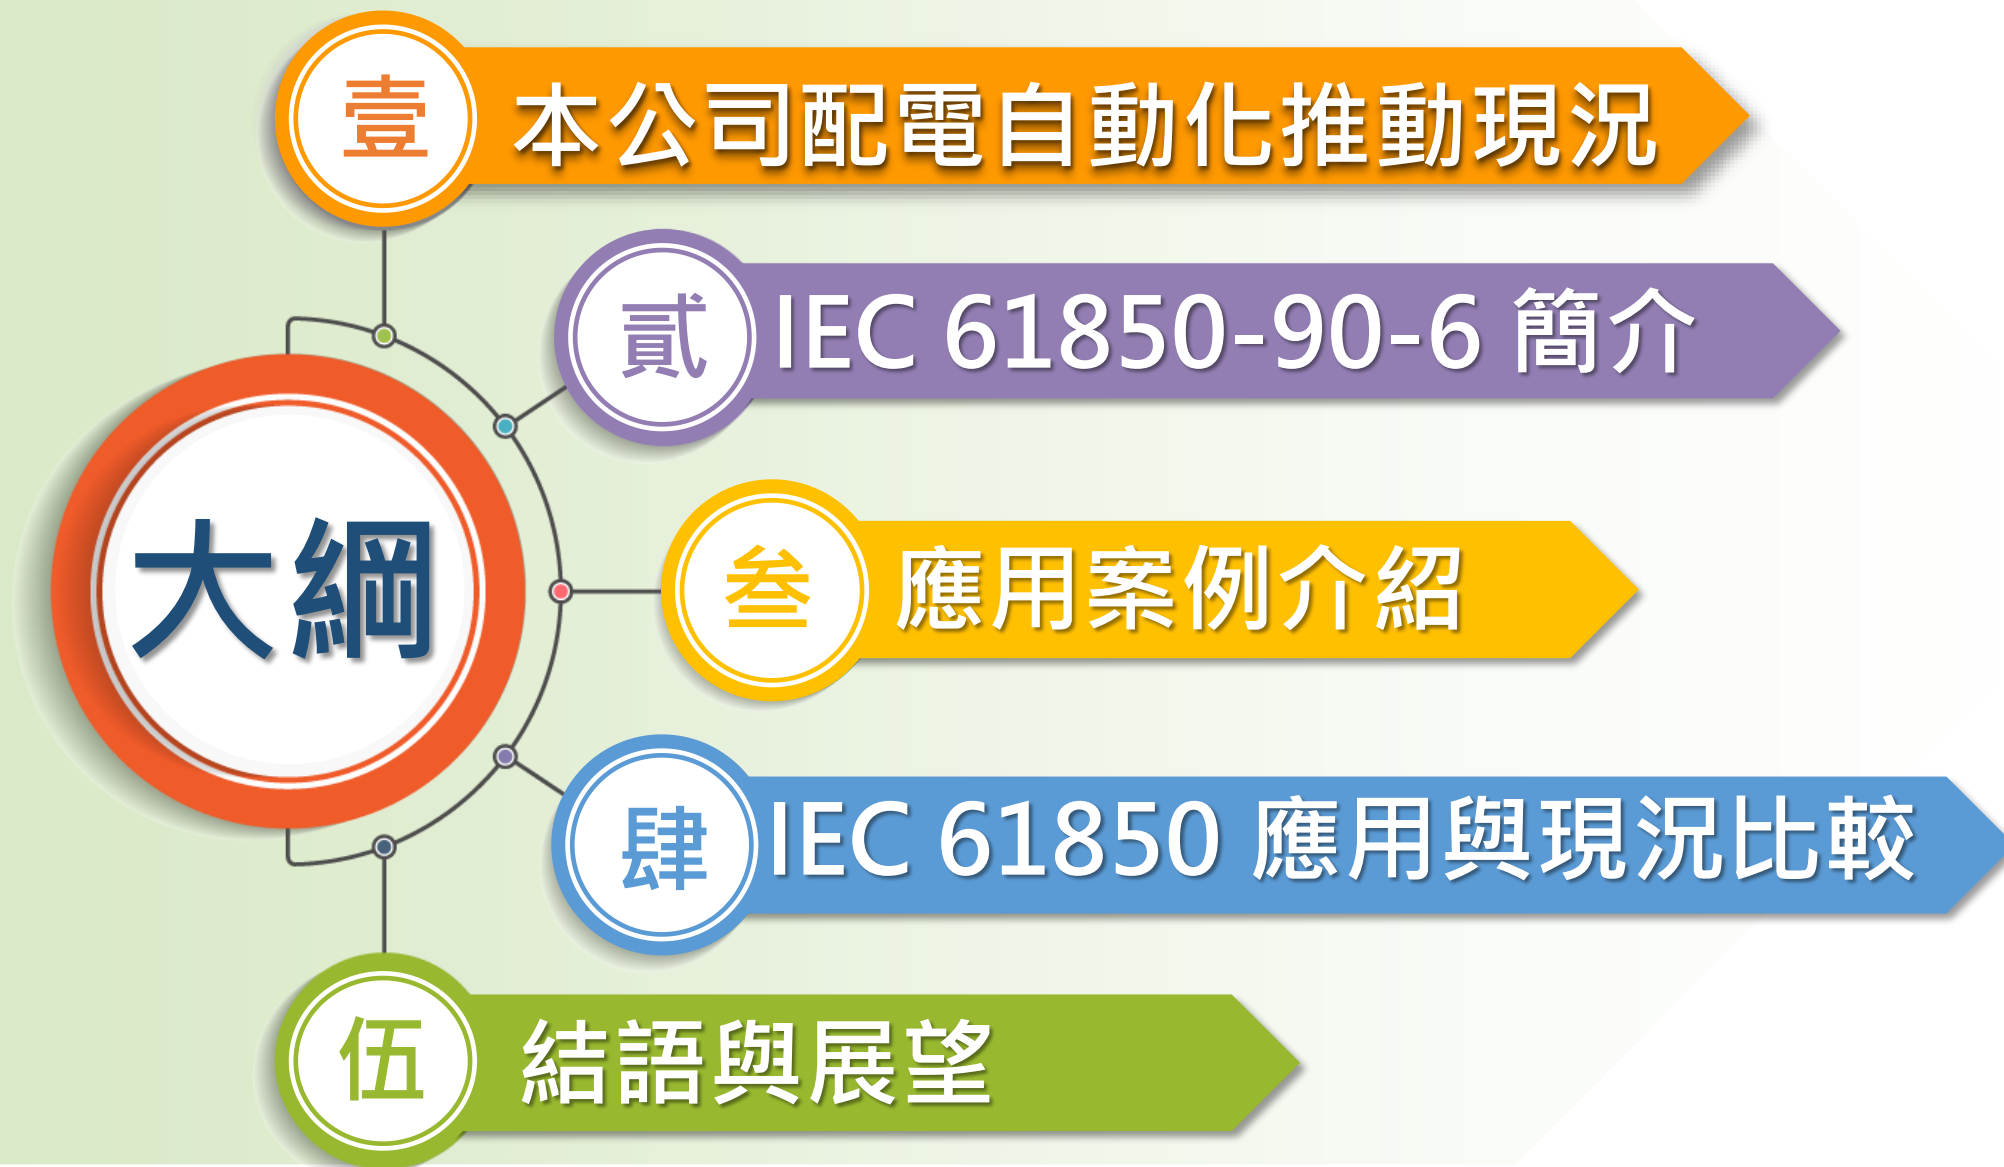 大綱
壹 本公司配電自動化推動現況
貳 IEC 61850-90-6 簡介
叁 應用案例介紹
肆 IEC 61850 應用與現況比較
伍 結語與展望